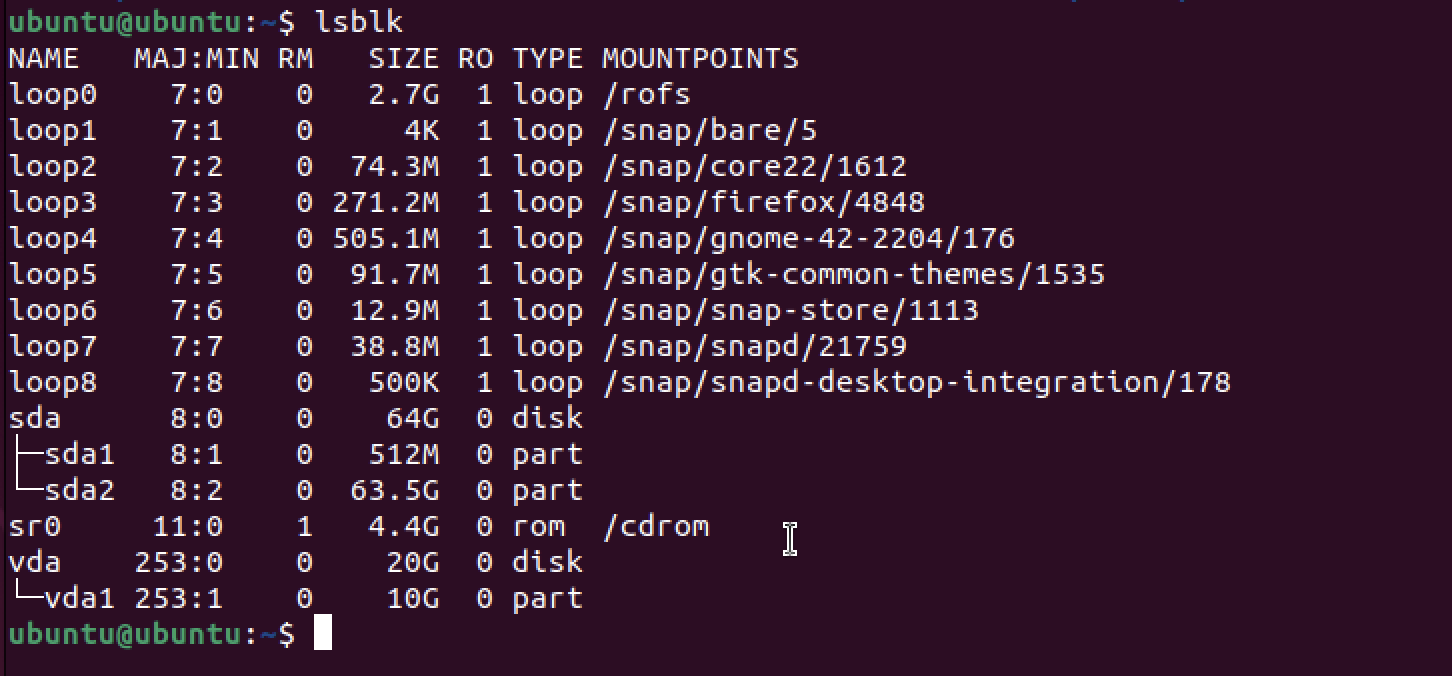 ubuntu@ubuntu:~$ lsblk
NAME   MAJ:MIN RM   SIZE RO TYPE MOUNTPOINTS
loop0    7:0    0   2.7G  1 loop /rofs
loop1    7:1    0     4K  1 loop /snap/bare/5
loop2    7:2    0  74.3M  1 loop /snap/core22/1612
loop3    7:3    0 271.2M  1 loop /snap/firefox/4848
loop4    7:4    0 505.1M  1 loop /snap/gnome-42-2204/176
loop5    7:5    0  91.7M  1 loop /snap/gtk-common-themes/1535
loop6    7:6    0  12.9M  1 loop /snap/snap-store/1113
loop7    7:7    0  38.8M  1 loop /snap/snapd/21759
loop8    7:8    0   500K  1 loop /snap/snapd-desktop-integration/178
sda      8:0    0    64G  0 disk
├─sda1   8:1    0   512M  0 part
└─sda2   8:2    0  63.5G  0 part
sr0     11:0    1   4.4G  0 rom  /cdrom
vda    253:0    0    20G  0 disk
└─vda1 253:1    0    10G  0 part
ubuntu@ubuntu:~$